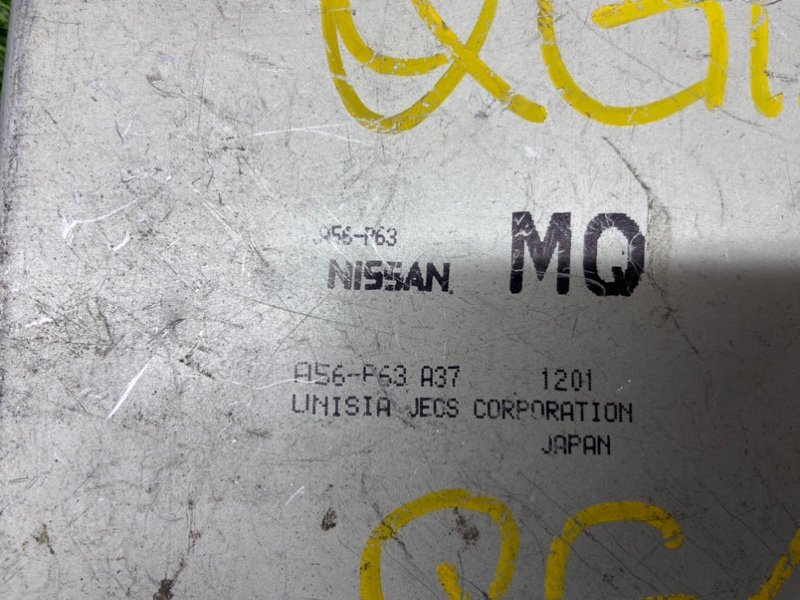 A56-P63
NISSAN. MQ
A56-P63 A37 1201
UNISIA JECS CORPORATION
JAPAN